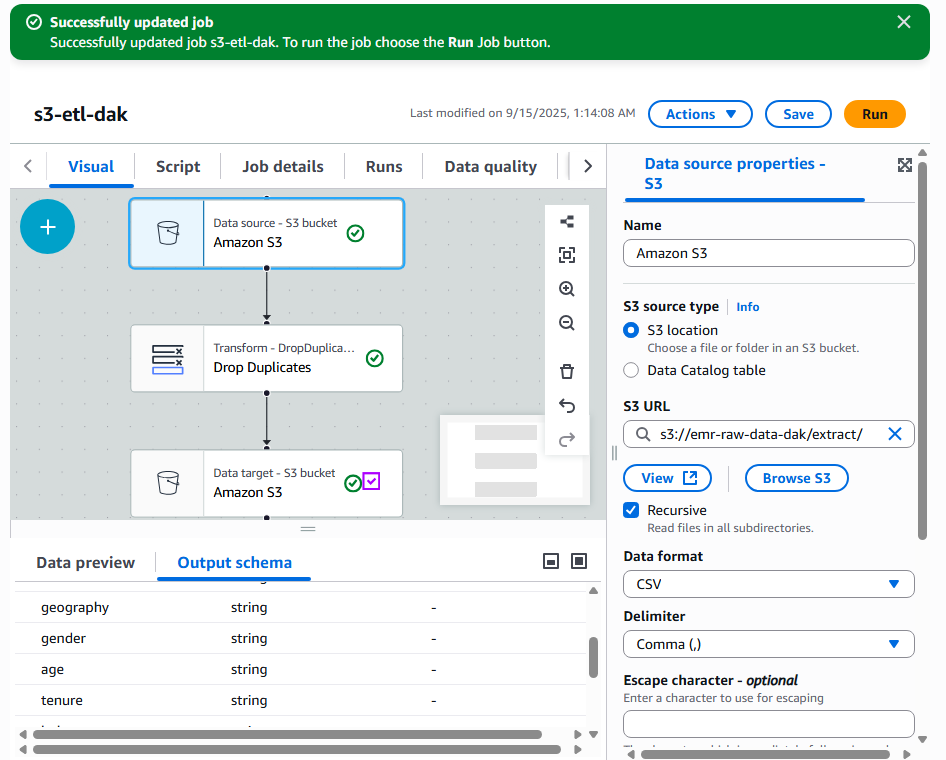 Successfully updated job
Successfully updated job s3-etl-dak. To run the job choose the Run Job button.
s3-etl-dak
Last modified on 9/15/2025, 1:14:08 AM
Actions
Save
Run
Visual
Script
Job details
Runs
Data quality
Data source - S3 bucket
Amazon S3
Transform - DropDuplica...
Drop Duplicates
Data target - S3 bucket
Amazon S3
Data preview
Output schema
geography string -
gender string -
age string -
tenure string -
Data source properties -
S3
Name
Amazon S3
S3 source type
Info
S3 location
Choose a file or folder in an S3 bucket.
Data Catalog table
S3 URL
s3://emr-raw-data-dak/extract/
View
Browse S3
Recursive
Read files in all subdirectories.
Data format
CSV
Delimiter
Comma (,)
Escape character - optional
Enter a character to use for escaping